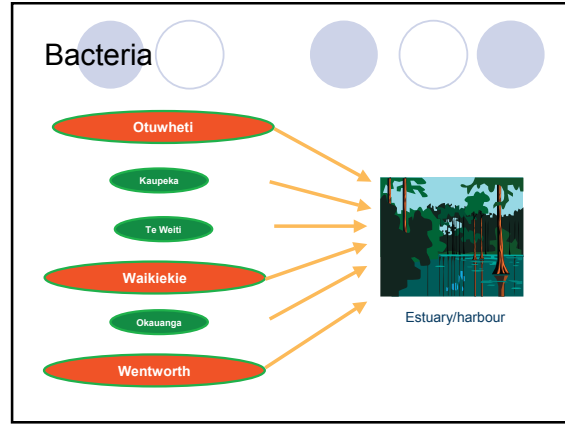 Bacteria
Otuwheti
Kaupeka
Te Weiti
Waikiekie
Okauanga
Wentworth
Estuary/harbour